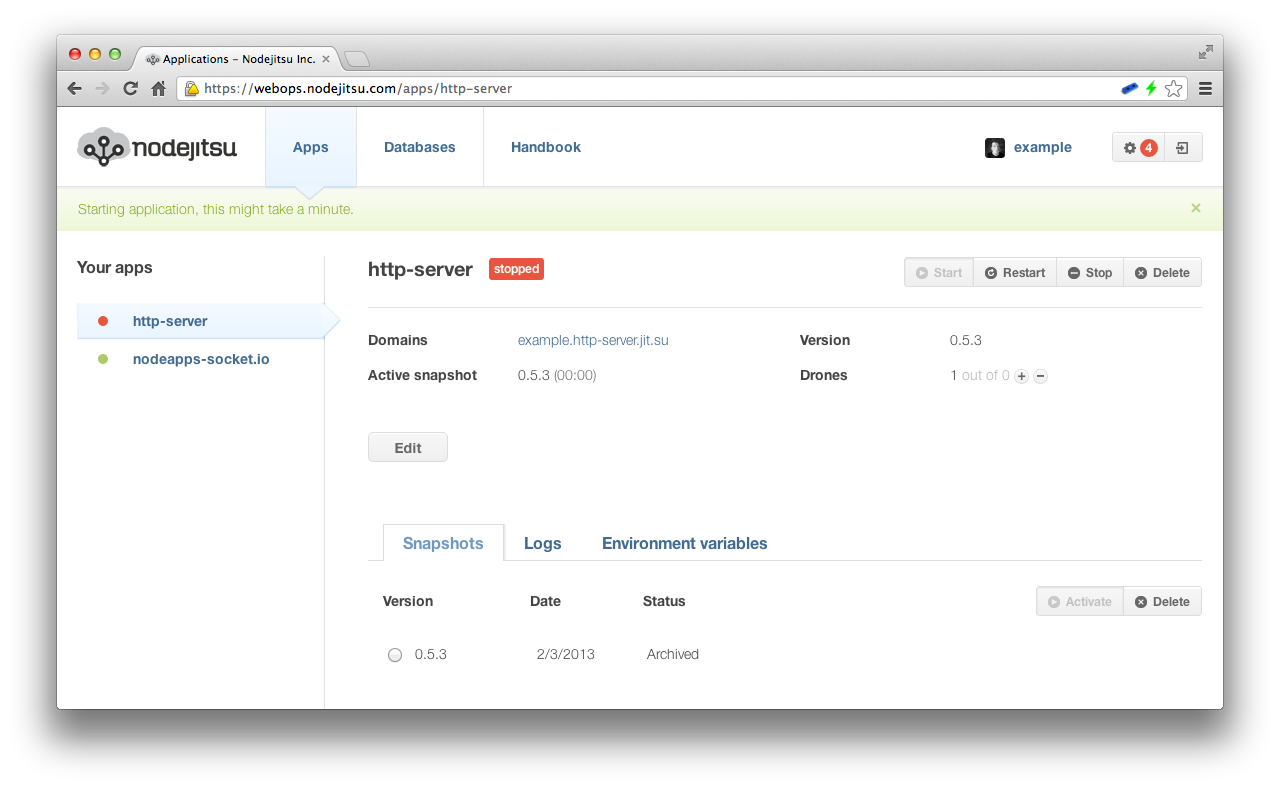 Applications – Nodejitsu Inc.
https://webops.nodejitsu.com/apps/http-server
nodejitsu
Apps
Databases
Handbook
example
4
Starting application, this might take a minute.
Your apps
http-server
nodeapps-socket.io
http-server stopped
Start Restart Stop Delete
Domains example.http-server.jit.su Version 0.5.3
Active snapshot 0.5.3 (00:00) Drones 1 out of 0
Edit
Snapshots Logs Environment variables
Version Date Status Activate Delete
0.5.3 2/3/2013 Archived